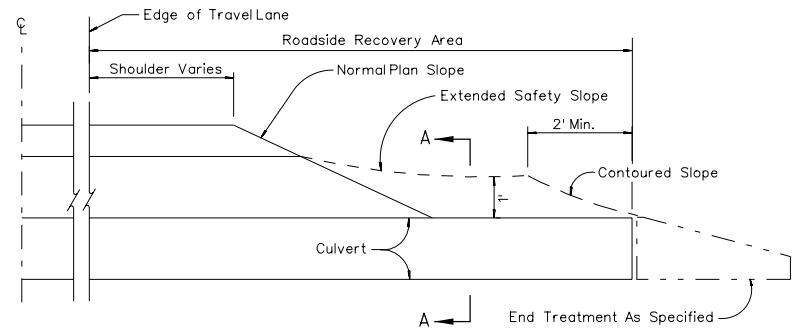 Edge of Travel Lane
℄
Roadside Recovery Area
Shoulder Varies
Normal Plan Slope
Extended Safety Slope
2' Min.
A
Contoured Slope
1'
Culvert
A
End Treatment As Specified